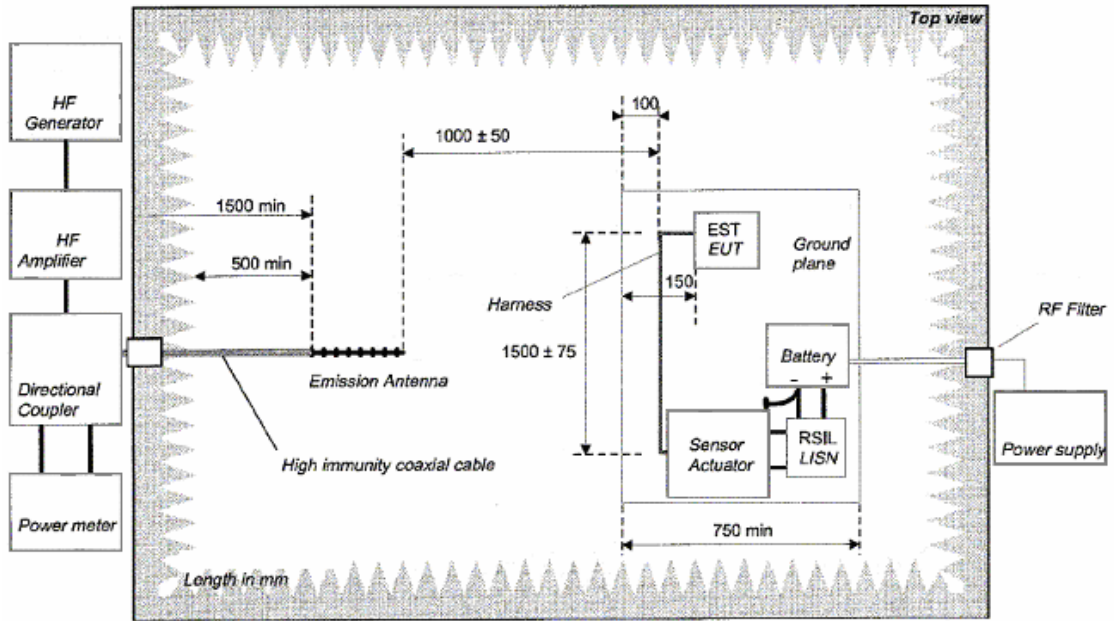 Top view
HF
Generator
100
1000 ± 50
1500 min
HF
Amplifier
EST
EUT
Ground
plane
500 min
150
Harness
RF Filter
1500 ± 75
Battery
- +
Emission Antenna
Directional
Coupler
Sensor
Actuator
RSIL
LISN
Power supply
High immunity coaxial cable
Power meter
750 min
Length in mm